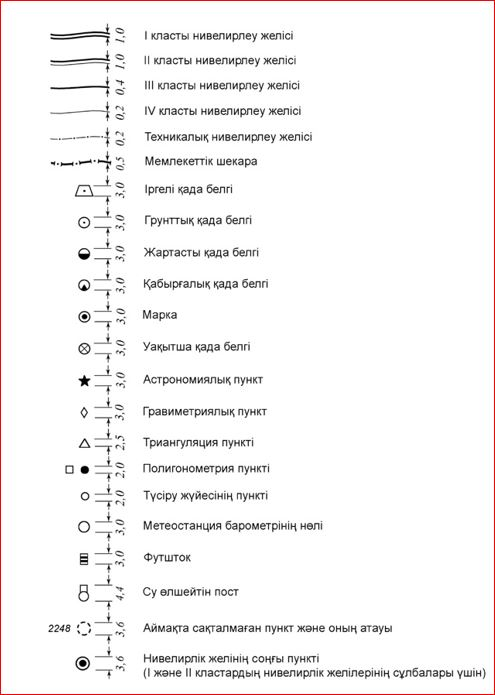 1,0 І класты нивелирлеу желісі
1,0 ІІ класты нивелирлеу желісі
0,4 ІІІ класты нивелирлеу желісі
0,2 IV класты нивелирлеу желісі
0,2 Техникалық нивелирлеу желісі
0,5 Мемлекеттік шекара
3,0 Іргелі қада белгі
3,0 Грунттық қада белгі
3,0 Жартасты қада белгі
3,0 Қабырғалық қада белгі
3,0 Марка
3,0 Уақытша қада белгі
3,0 Астрономиялық пункт
3,0 Гравиметриялық пункт
2,5 Триангуляция пункті
2,0 Полигонометрия пункті
2,0 Түсіру жүйесінің пункті
3,0 Метеостанция барометрінің нөлі
3,0 Футшток
4,4 Су өлшейтін пост
2248 3,6 Аймақта сақталмаған пункт және оның атауы
3,6 Нивелирлік желінің соңғы пункті
(І және ІІ кластардың нивелирлік желілерінің сұлбалары үшін)